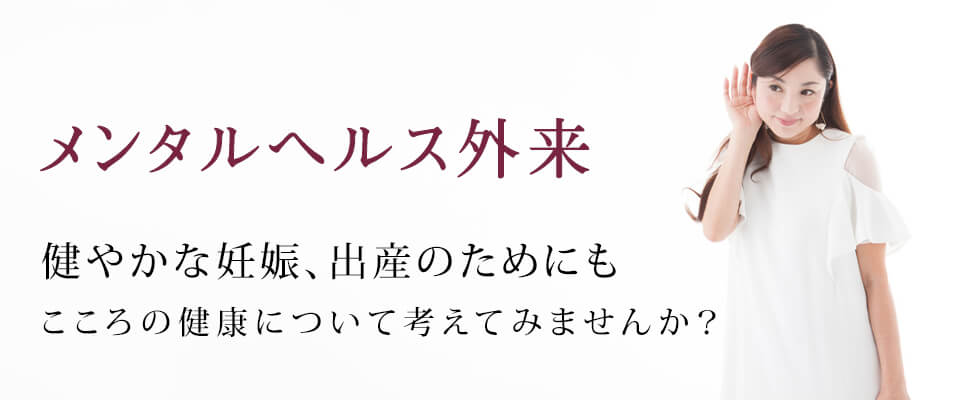 メンタルヘルス外来
健やかな妊娠、出産のためにも
こころの健康について考えてみませんか？